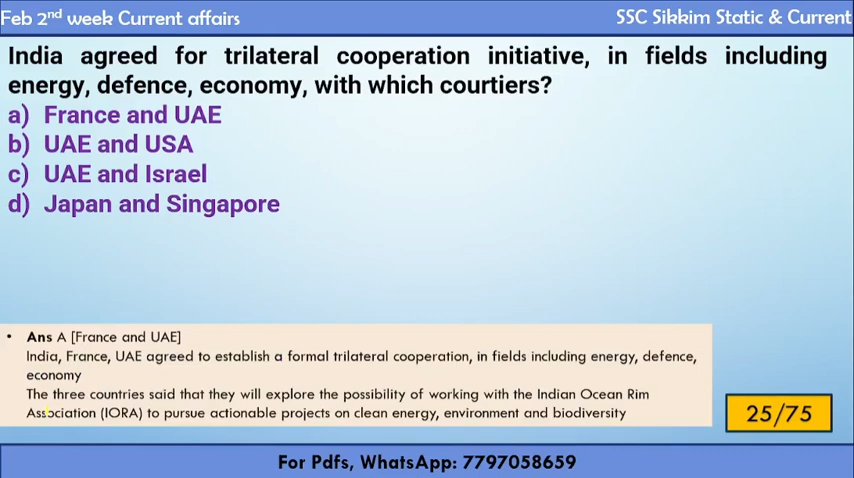 Feb 2nd week Current affairs
SSC Sikkim Static & Current
India agreed for trilateral cooperation initiative, in fields including
energy, defence, economy, with which courtiers?
a) France and UAE
b) UAE and USA
c) UAE and Israel
d) Japan and Singapore
• Ans A [France and UAE]
India, France, UAE agreed to establish a formal trilateral cooperation, in fields including energy, defence,
economy
The three countries said that they will explore the possibility of working with the Indian Ocean Rim
Association (IORA) to pursue actionable projects on clean energy, environment and biodiversity
25/75
For Pdfs, WhatsApp: 7797058659